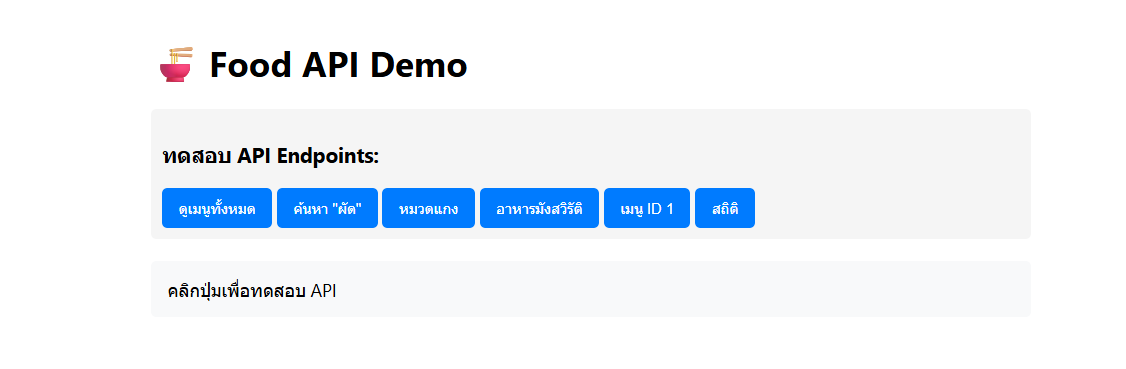 Food API Demo
ทดสอบ API Endpoints:
ดูเมนูทั้งหมด ค้นหา "ผัด" หมวดแกง อาหารมังสวิรัติ เมนู ID 1 สถิติ
คลิกปุ่มเพื่อทดสอบ API